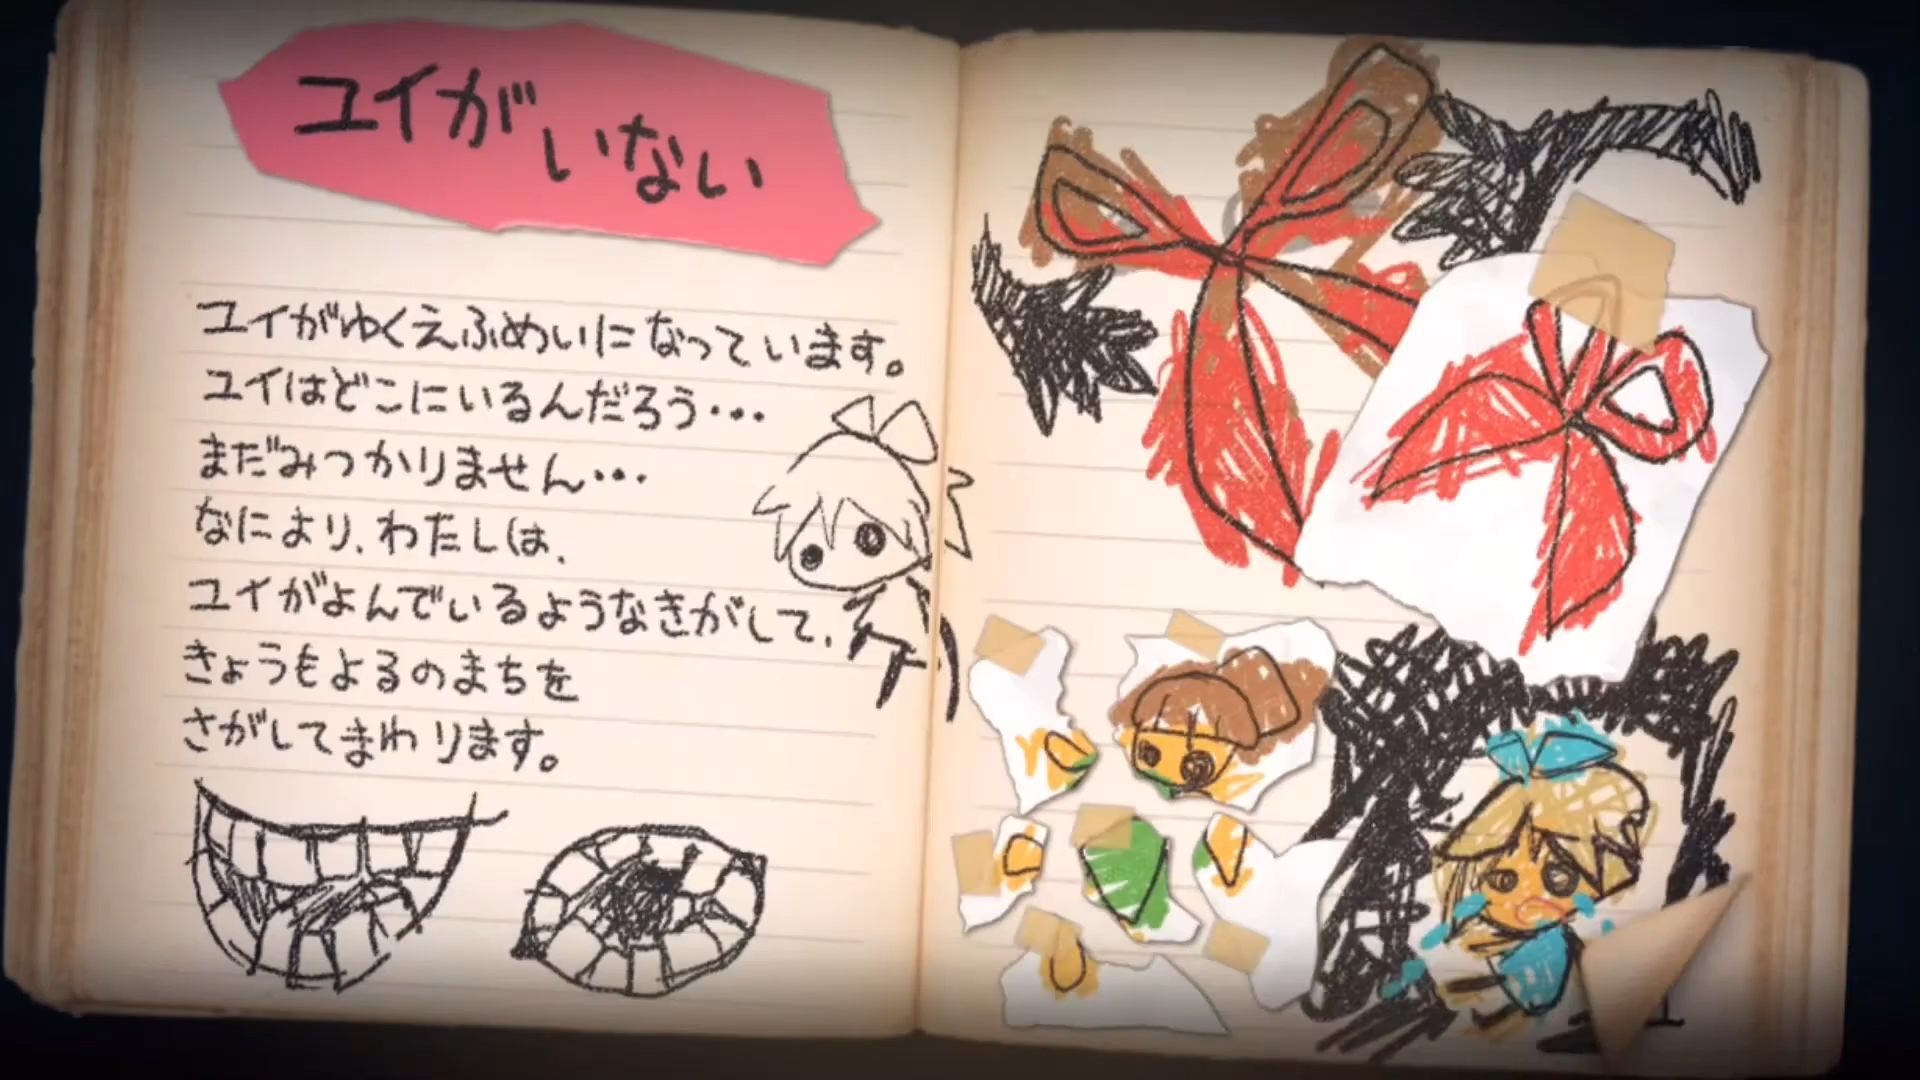 ユイがいない
ユイがゆくえふめいになっています。
ユイはどこにいるんだろう・・・
まだみつかりません・・・
なにより、わたしは、
ユイがよんでいるようなきがして、
きょうもよるのまちを
さがしてまわります。